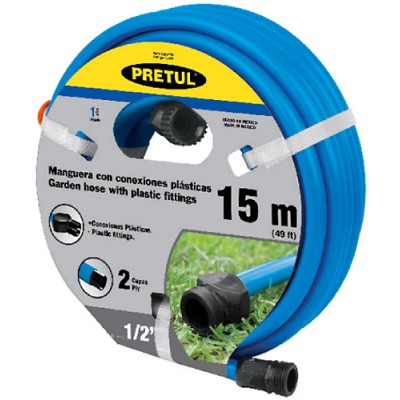 PRETUL
HECHO EN MEXICO
MADE IN MEXICO
Manguera con conexiones plásticas
Garden hose with plastic fittings
15 m
(49 ft)
•Conexiones Plásticas.
- Plastic fittings.
2 Capas
Ply
1/2"